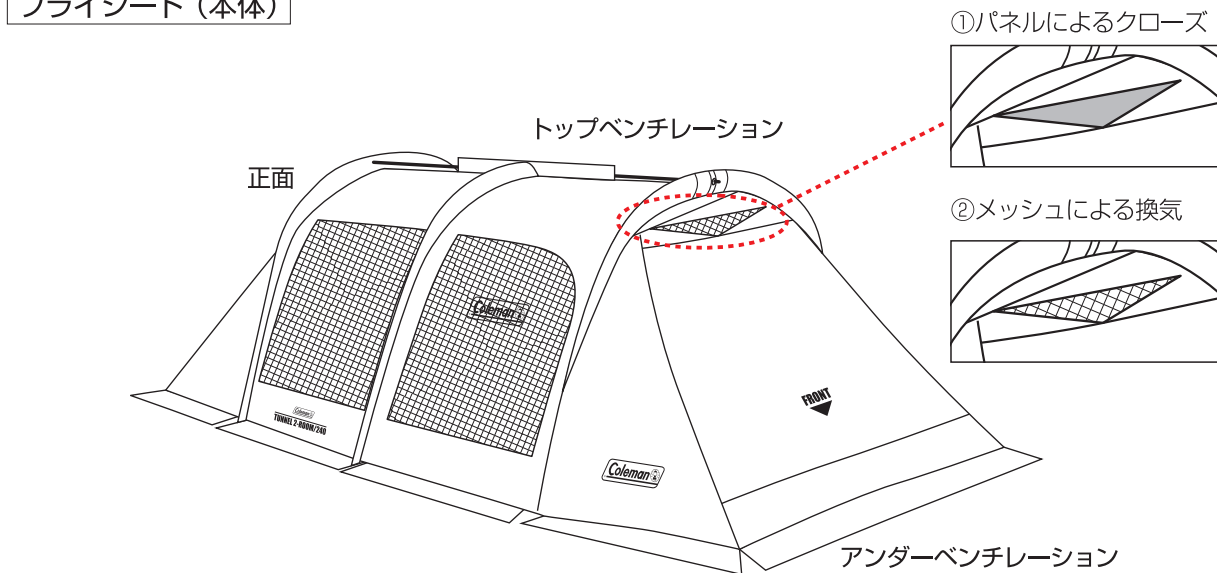 フライシート（本体）
①パネルによるクローズ
トップベンチレーション
正面
②メッシュによる換気
Coleman
FRONT
Coleman
TUNNEL 2-ROOM/240
Coleman
アンダーベンチレーション